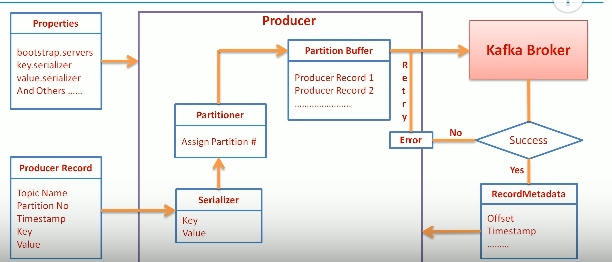 Producer
Properties
bootstrap.servers
key.serializer
value.serializer
And Others ......
Producer Record
Topic Name
Partition No
Timestamp
Key
Value
Serializer
Key
Value
Partitioner
Assign Partition #
Partition Buffer
Producer Record 1
Producer Record 2
........................
Retry
Error
Kafka Broker
Success
No
Yes
RecordMetadata
Offset
Timestamp
.........